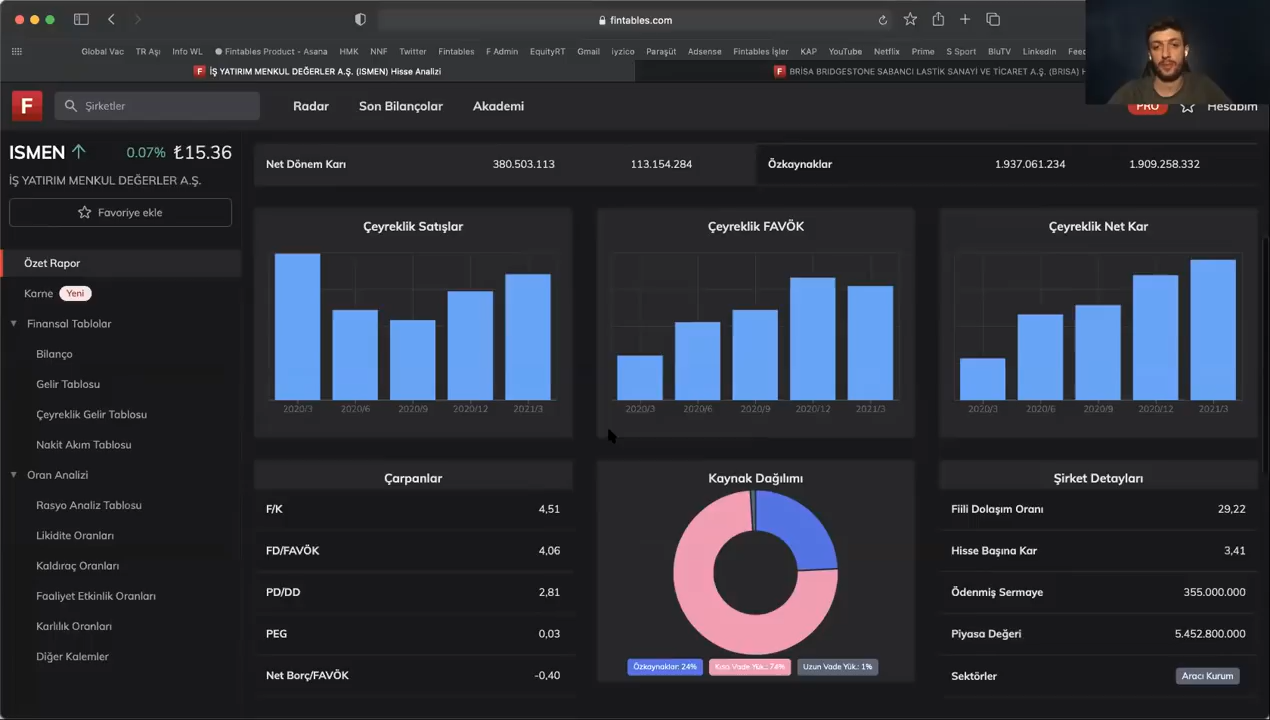 fintables.com
Global Vac TR Aşı Info WL Fintables Product - Asana HMK NNF Twitter Fintables F Admin EquityRT Gmail iyzico Paraşüt Adsense Fintables İşler KAP YouTube Netflix Prime S Sport BluTV Linkedin
F İŞ YATIRIM MENKUL DEĞERLER A.Ş. (ISMEN) Hisse Analizi
F BRİSA BRIDGESTONE SABANCI LASTİK SANAYİ VE TİCARET A.Ş. (BRISA) H
F Şirketler Radar Son Bilançolar Akademi PRO Hesabım
ISMEN 0.07% ₺15.36
İŞ YATIRIM MENKUL DEĞERLER A.Ş.
Favoriye ekle
Özet Rapor
Karne Yeni
Finansal Tablolar
Bilanço
Gelir Tablosu
Çeyreklik Gelir Tablosu
Nakit Akım Tablosu
Oran Analizi
Rasyo Analiz Tablosu
Likidite Oranları
Kaldıraç Oranları
Faaliyet Etkinlik Oranları
Karlılık Oranları
Diğer Kalemler
Net Dönem Karı 380.503.113 113.154.284
Özkaynaklar 1.937.061.234 1.909.258.332
Çeyreklik Satışlar
2020/3 2020/6 2020/9 2020/12 2021/3
Çeyreklik FAVÖK
2020/3 2020/6 2020/9 2020/12 2021/3
Çeyreklik Net Kar
2020/3 2020/6 2020/9 2020/12 2021/3
Çarpanlar
F/K 4,51
FD/FAVÖK 4,06
PD/DD 2,81
PEG 0,03
Net Borç/FAVÖK -0,40
Kaynak Dağılımı
Özkaynaklar: 24% Kısa Vade Yük.: 74% Uzun Vade Yük.: 1%
Şirket Detayları
Fiili Dolaşım Oranı 29,22
Hisse Başına Kar 3,41
Ödenmiş Sermaye 355.000.000
Piyasa Değeri 5.452.800.000
Sektörler Aracı Kurum